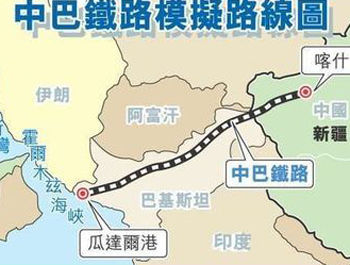 中巴鐵路模擬路線圖
喀什
伊朗
阿富汗
中國
新疆
灣
霍爾木茲海峽
中巴鐵路
巴基斯坦
瓜達爾港
印度